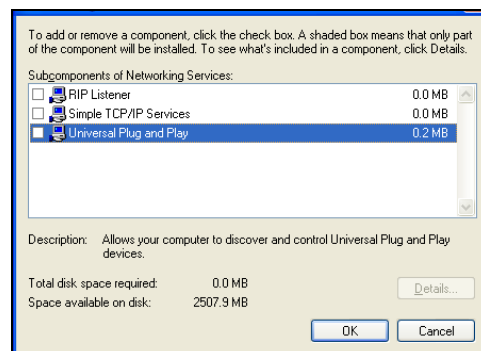 To add or remove a component, click the check box. A shaded box means that only part
of the component will be installed. To see what's included in a component, click Details.
Subcomponents of Networking Services:
RIP Listener 0.0 MB
Simple TCP/IP Services 0.0 MB
Universal Plug and Play 0.2 MB
Description: Allows your computer to discover and control Universal Plug and Play
devices.
Total disk space required: 0.0 MB
Details...
Space available on disk: 2507.9 MB
OK Cancel